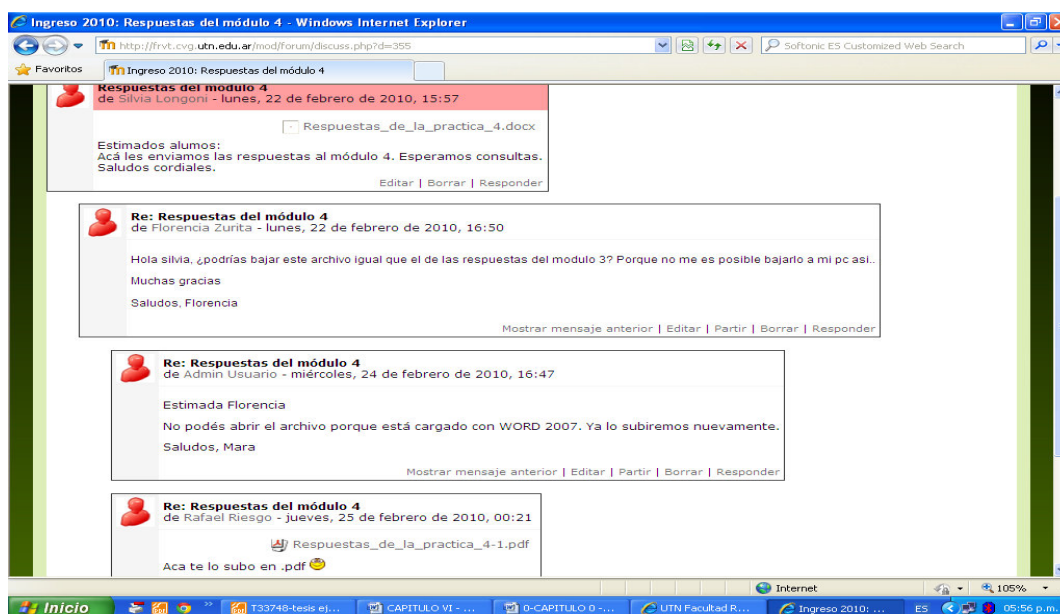 Ingreso 2010: Respuestas del módulo 4 - Windows Internet Explorer
http://frvt.cvg.utn.edu.ar/mod/forum/discuss.php?d=355
Softonic ES Customized Web Search
Favoritos
Ingreso 2010: Respuestas del módulo 4
Respuestas del módulo 4
de Silvia Longoni - lunes, 22 de febrero de 2010, 15:57
Respuestas_de_la_practica_4.docx
Estimados alumos:
Acá les enviamos las respuestas al módulo 4. Esperamos consultas.
Saludos cordiales.
Editar | Borrar | Responder
Re: Respuestas del módulo 4
de Florencia Zurita - lunes, 22 de febrero de 2010, 16:50
Hola silvia, ¿podrías bajar este archivo igual que el de las respuestas del modulo 3? Porque no me es posible bajarlo a mi pc asi..
Muchas gracias
Saludos, Florencia
Mostrar mensaje anterior | Editar | Partir | Borrar | Responder
Re: Respuestas del módulo 4
de Admin Usuario - miércoles, 24 de febrero de 2010, 16:47
Estimada Florencia
No podés abrir el archivo porque está cargado con WORD 2007. Ya lo subiremos nuevamente.
Saludos, Mara
Mostrar mensaje anterior | Editar | Partir | Borrar | Responder
Re: Respuestas del módulo 4
de Rafael Riesgo - jueves, 25 de febrero de 2010, 00:21
Respuestas_de_la_practica_4-1.pdf
Aca te lo subo en .pdf
Internet
105%
Inicio
T33748-tesis ej...
CAPITULO VI - ...
0-CAPITULO 0 -...
UTN Facultad R...
Ingreso 2010: ...
ES
05:56 p.m.